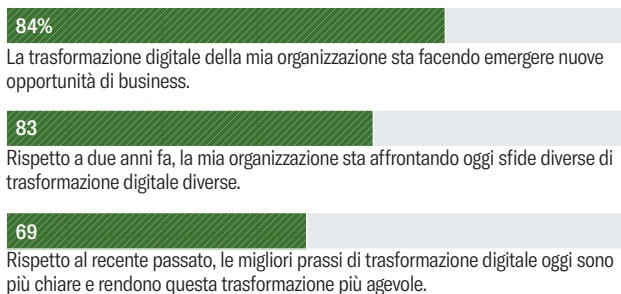 84%
La trasformazione digitale della mia organizzazione sta facendo emergere nuove
opportunità di business.
83
Rispetto a due anni fa, la mia organizzazione sta affrontando oggi sfide diverse di
trasformazione digitale diverse.
69
Rispetto al recente passato, le migliori prassi di trasformazione digitale oggi sono
più chiare e rendono questa trasformazione più agevole.